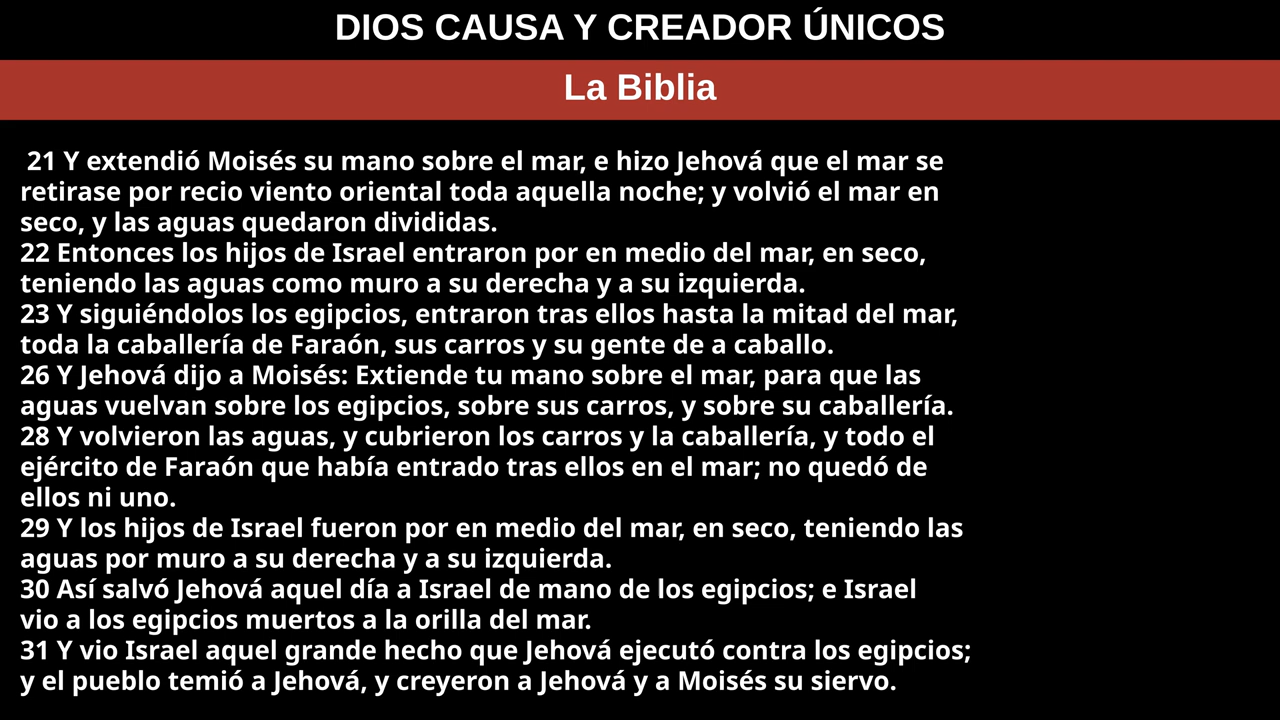 DIOS CAUSA Y CREADOR ÚNICOS
La Biblia
21 Y extendió Moisés su mano sobre el mar, e hizo Jehová que el mar se
retirase por recio viento oriental toda aquella noche; y volvió el mar en
seco, y las aguas quedaron divididas.
22 Entonces los hijos de Israel entraron por en medio del mar, en seco,
teniendo las aguas como muro a su derecha y a su izquierda.
23 Y siguiéndolos los egipcios, entraron tras ellos hasta la mitad del mar,
toda la caballería de Faraón, sus carros y su gente de a caballo.
26 Y Jehová dijo a Moisés: Extiende tu mano sobre el mar, para que las
aguas vuelvan sobre los egipcios, sobre sus carros, y sobre su caballería.
28 Y volvieron las aguas, y cubrieron los carros y la caballería, y todo el
ejército de Faraón que había entrado tras ellos en el mar; no quedó de
ellos ni uno.
29 Y los hijos de Israel fueron por en medio del mar, en seco, teniendo las
aguas por muro a su derecha y a su izquierda.
30 Así salvó Jehová aquel día a Israel de mano de los egipcios; e Israel
vio a los egipcios muertos a la orilla del mar.
31 Y vio Israel aquel grande hecho que Jehová ejecutó contra los egipcios;
y el pueblo temió a Jehová, y creyeron a Jehová y a Moisés su siervo.